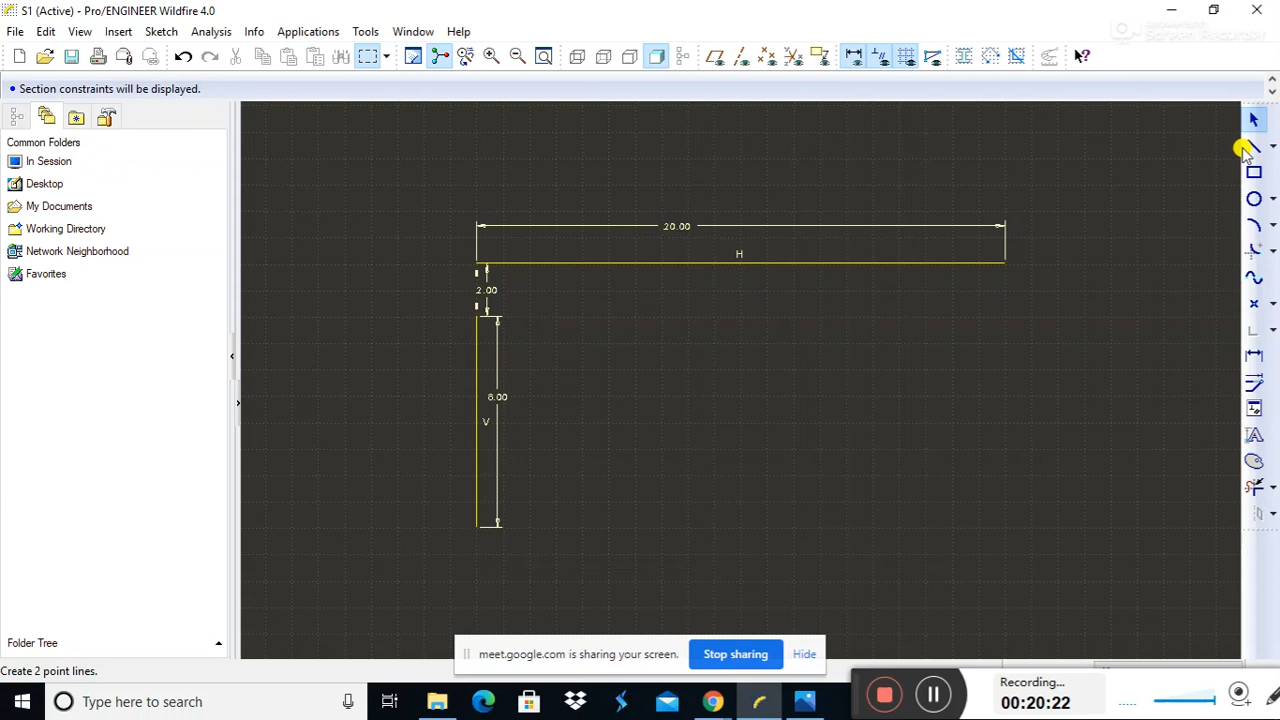 S1 (Active) - Pro/ENGINEER Wildfire 4.0
File Edit View Insert Sketch Analysis Info Applications Tools Window Help
Screencast-O-Matic
Section constraints will be displayed.
Common Folders
In Session
Desktop
My Documents
Working Directory
Network Neighborhood
Favorites
20.00
H
2.00
8.00
V
Folder Tree
meet.google.com is sharing your screen. Stop sharing Hide
Create 2 point lines.
Type here to search
Recording...
00:20:22